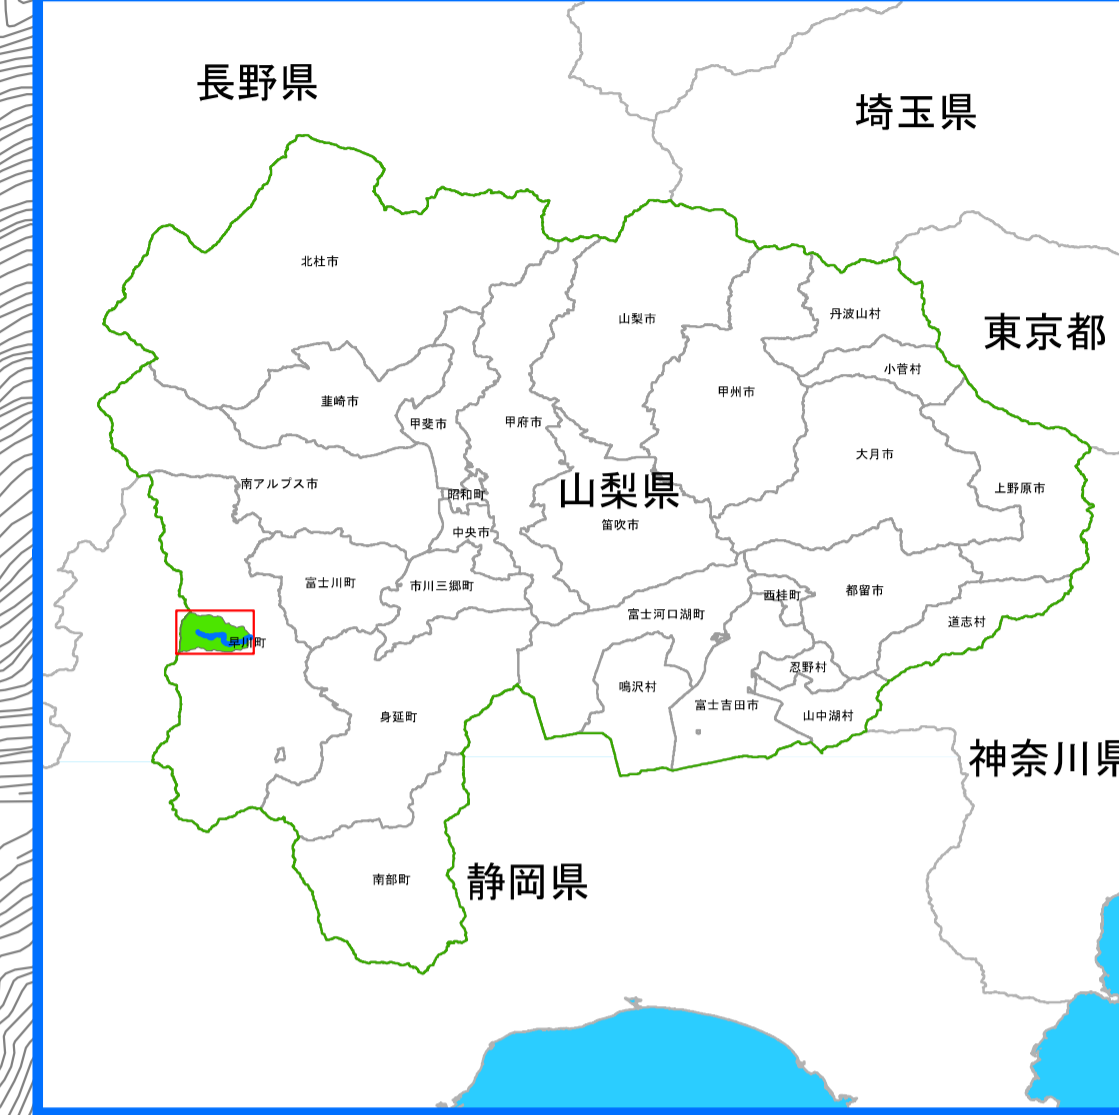 長野県
埼玉県
北杜市
山梨市
丹波山村
東京都
小菅村
韮崎市
甲斐市
甲府市
甲州市
大月市
南アルプス市
昭和町
山梨県
上野原市
中央市
笛吹市
富士川町
市川三郷町
西桂町
都留市
富士河口湖町
道志村
早川町
忍野村
鳴沢村
富士吉田市
山中湖村
身延町
神奈川県
南部町
静岡県